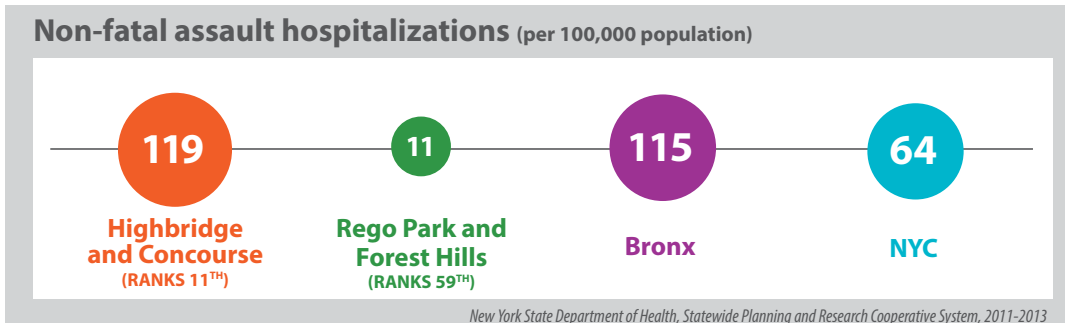 Non-fatal assault hospitalizations (per 100,000 population)
119
11
115
64
Highbridge
and Concourse
(RANKS 11TH)
Rego Park and
Forest Hills
(RANKS 59TH)
Bronx
NYC
New York State Department of Health, Statewide Planning and Research Cooperative System, 2011-2013